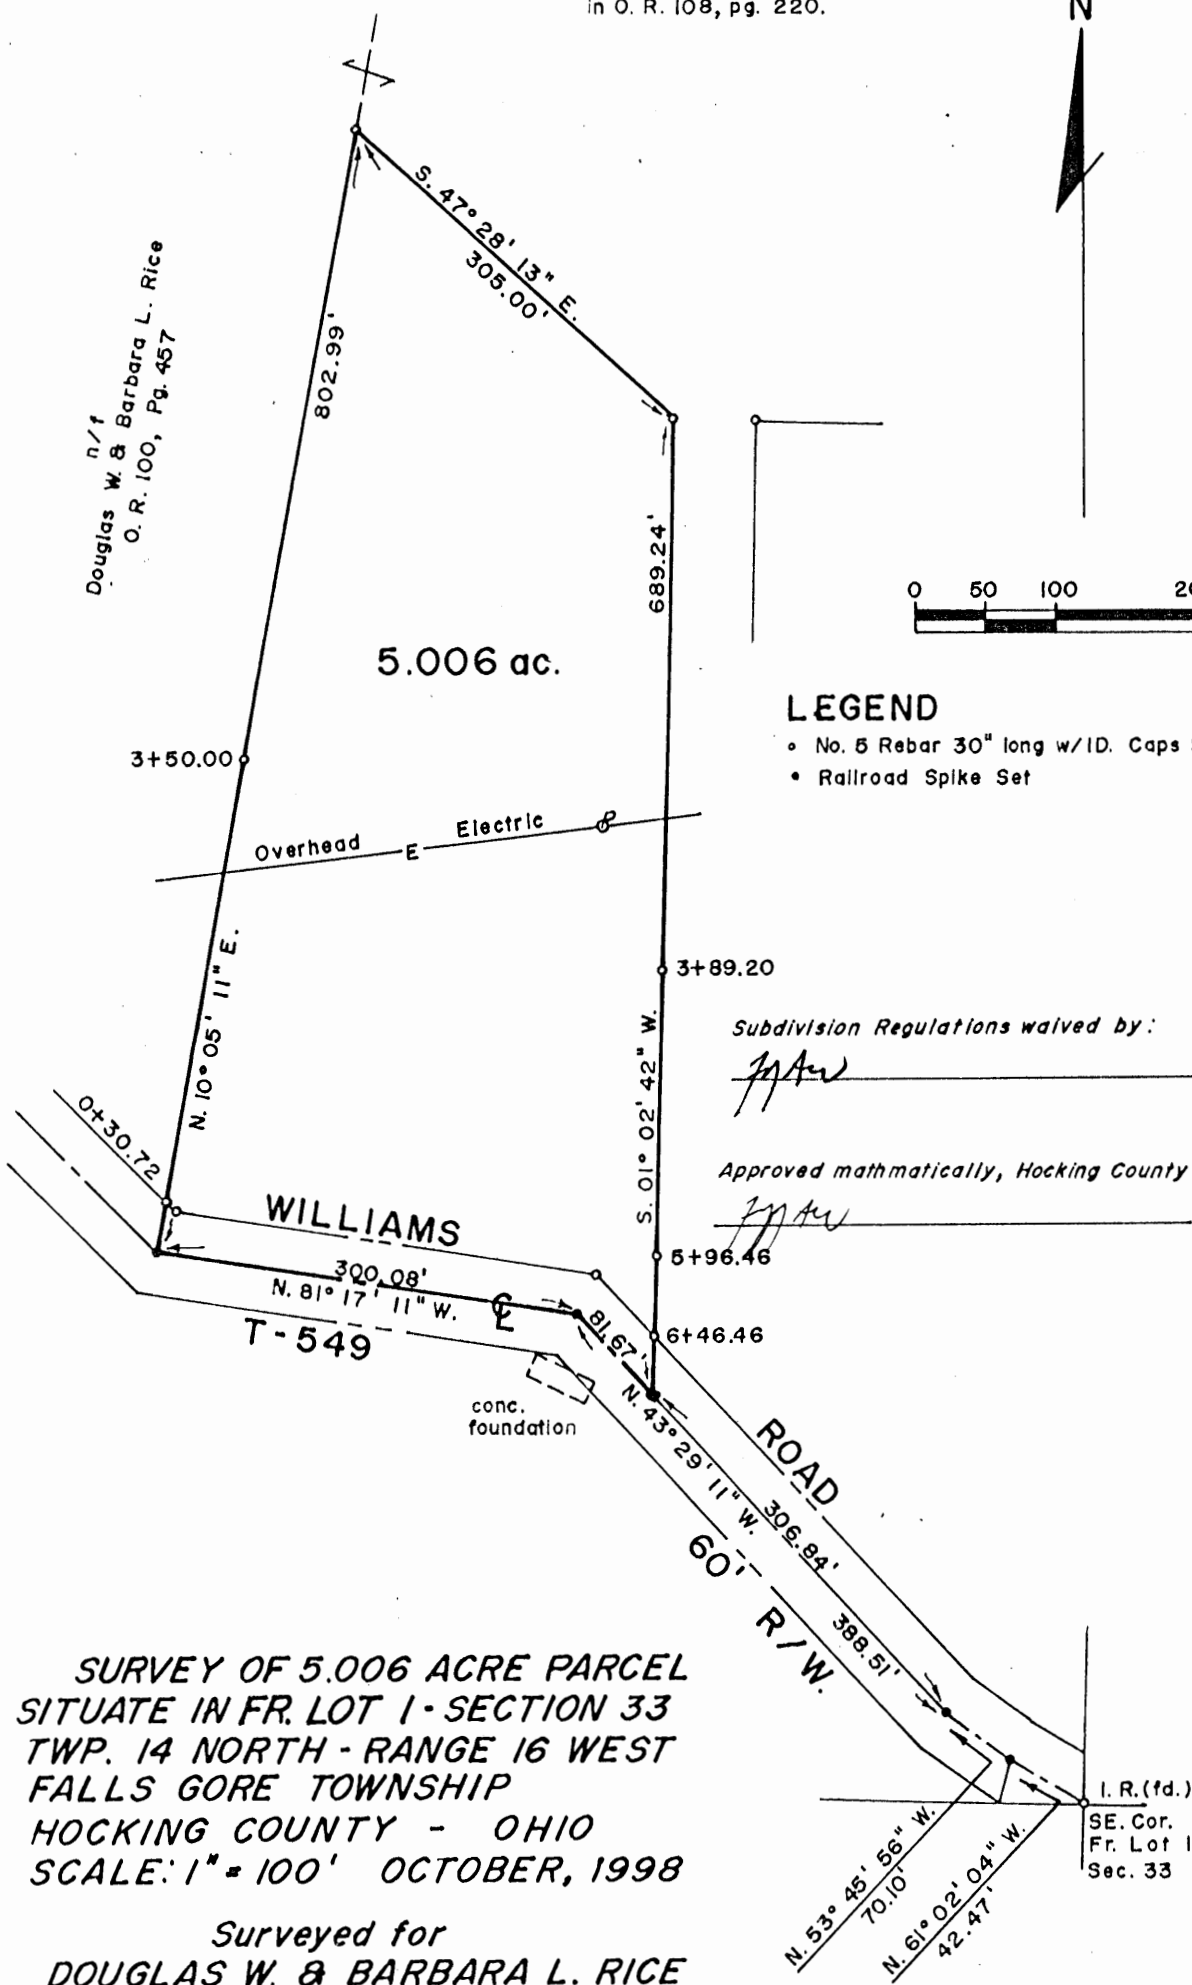 in O. R. 108, pg. 220.
N
S. 47° 28' 13" E.
305.00'
802.99'
n/f
Douglas W. & Barbara L. Rice
O. R. 100, Pg. 457
689.24'
0 50 100
5.006 ac.
LEGEND
No. 5 Rebar 30" long w/ID. Caps
Railroad Spike Set
3+50.00
Overhead E Electric
3+89.20
N. 10° 05' 11" E.
S. 01° 02' 42" W.
Subdivision Regulations waived by:
Approved mathmatically, Hocking County
0+30.72
WILLIAMS
5+96.46
300.08'
N. 81° 17' 11" W.
℄
T-549
81.67'
6+46.46
conc.
foundation
N. 43° 29' 11" W.
ROAD
306.84'
60' R/W.
388.51'
SURVEY OF 5.006 ACRE PARCEL
SITUATE IN FR. LOT 1 - SECTION 33
TWP. 14 NORTH - RANGE 16 WEST
FALLS GORE TOWNSHIP
HOCKING COUNTY - OHIO
SCALE: 1" = 100' OCTOBER, 1998
Surveyed for
DOUGLAS W. & BARBARA L. RICE
I. R. (fd.)
SE. Cor.
Fr. Lot 1
Sec. 33
N. 53° 45' 56" W.
70.10'
N. 61° 02' 04" W.
42.47'